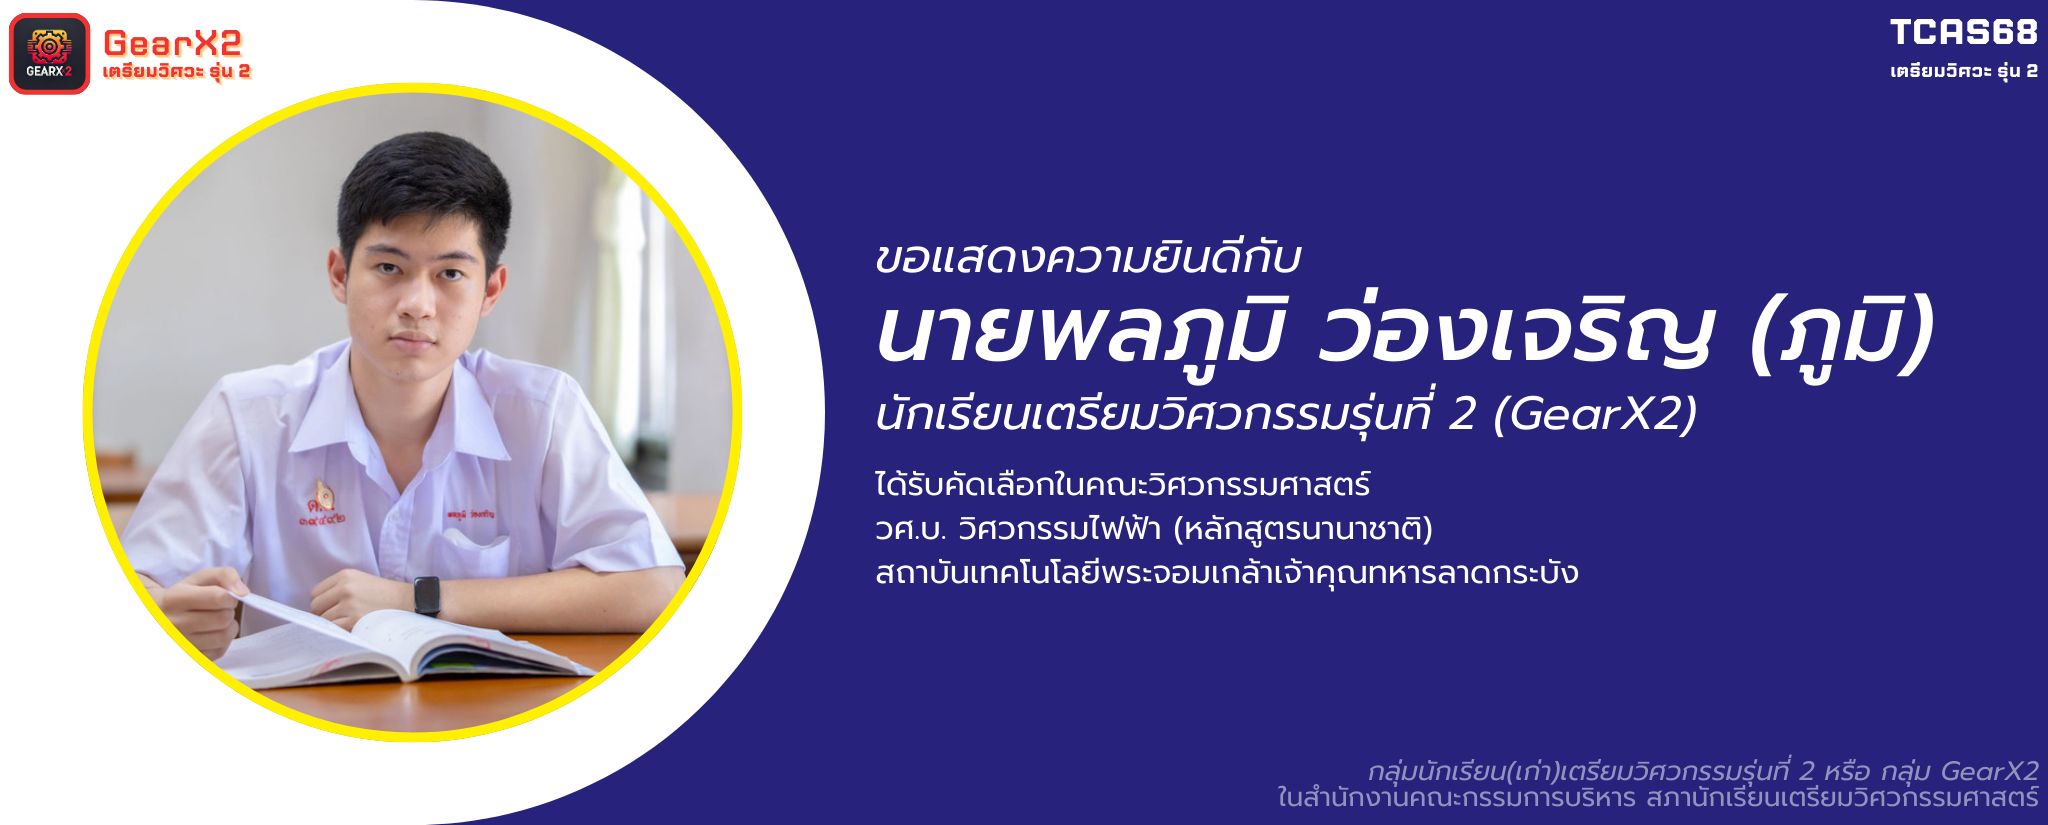 GEARX 2
GearX2
เตรียมวิศวะ รุ่น 2
TCAS68
เตรียมวิศวะ รุ่น 2
ขอแสดงความยินดีกับ
นายพลภูมิ ว่องเจริญ (ภูมิ)
นักเรียนเตรียมวิศวกรรมรุ่นที่ 2 (GearX2)
ได้รับคัดเลือกในคณะวิศวกรรมศาสตร์
วศ.บ. วิศวกรรมไฟฟ้า (หลักสูตรนานาชาติ)
สถาบันเทคโนโลยีพระจอมเกล้าเจ้าคุณทหารลาดกระบัง
พลภูมิ ว่องเจริญ
กลุ่มนักเรียน(เก่า)เตรียมวิศวกรรมรุ่นที่ 2 หรือ กลุ่ม GearX2
ในสำนักงานคณะกรรมการบริหาร สภานักเรียนเตรียมวิศวกรรมศาสตร์